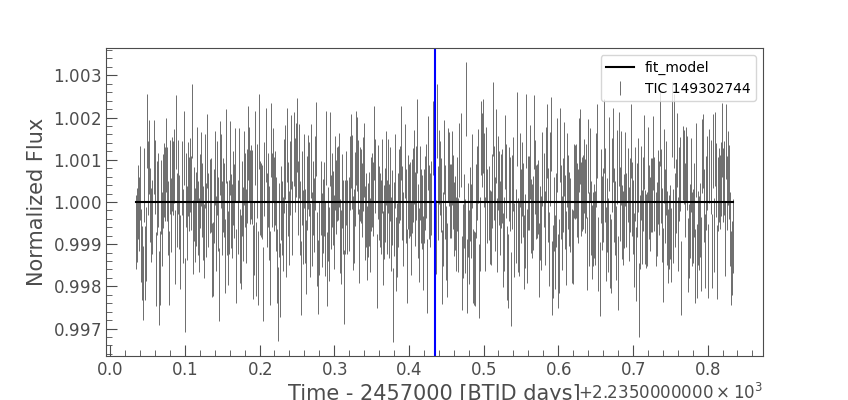 fit_model
TIC 149302744
1.003
1.002
1.001
1.000
0.999
0.998
0.997
Normalized Flux
0.0 0.1 0.2 0.3 0.4 0.5 0.6 0.7 0.8
Time - 2457000 [BTJD days]
+2.2350000000 × 10³